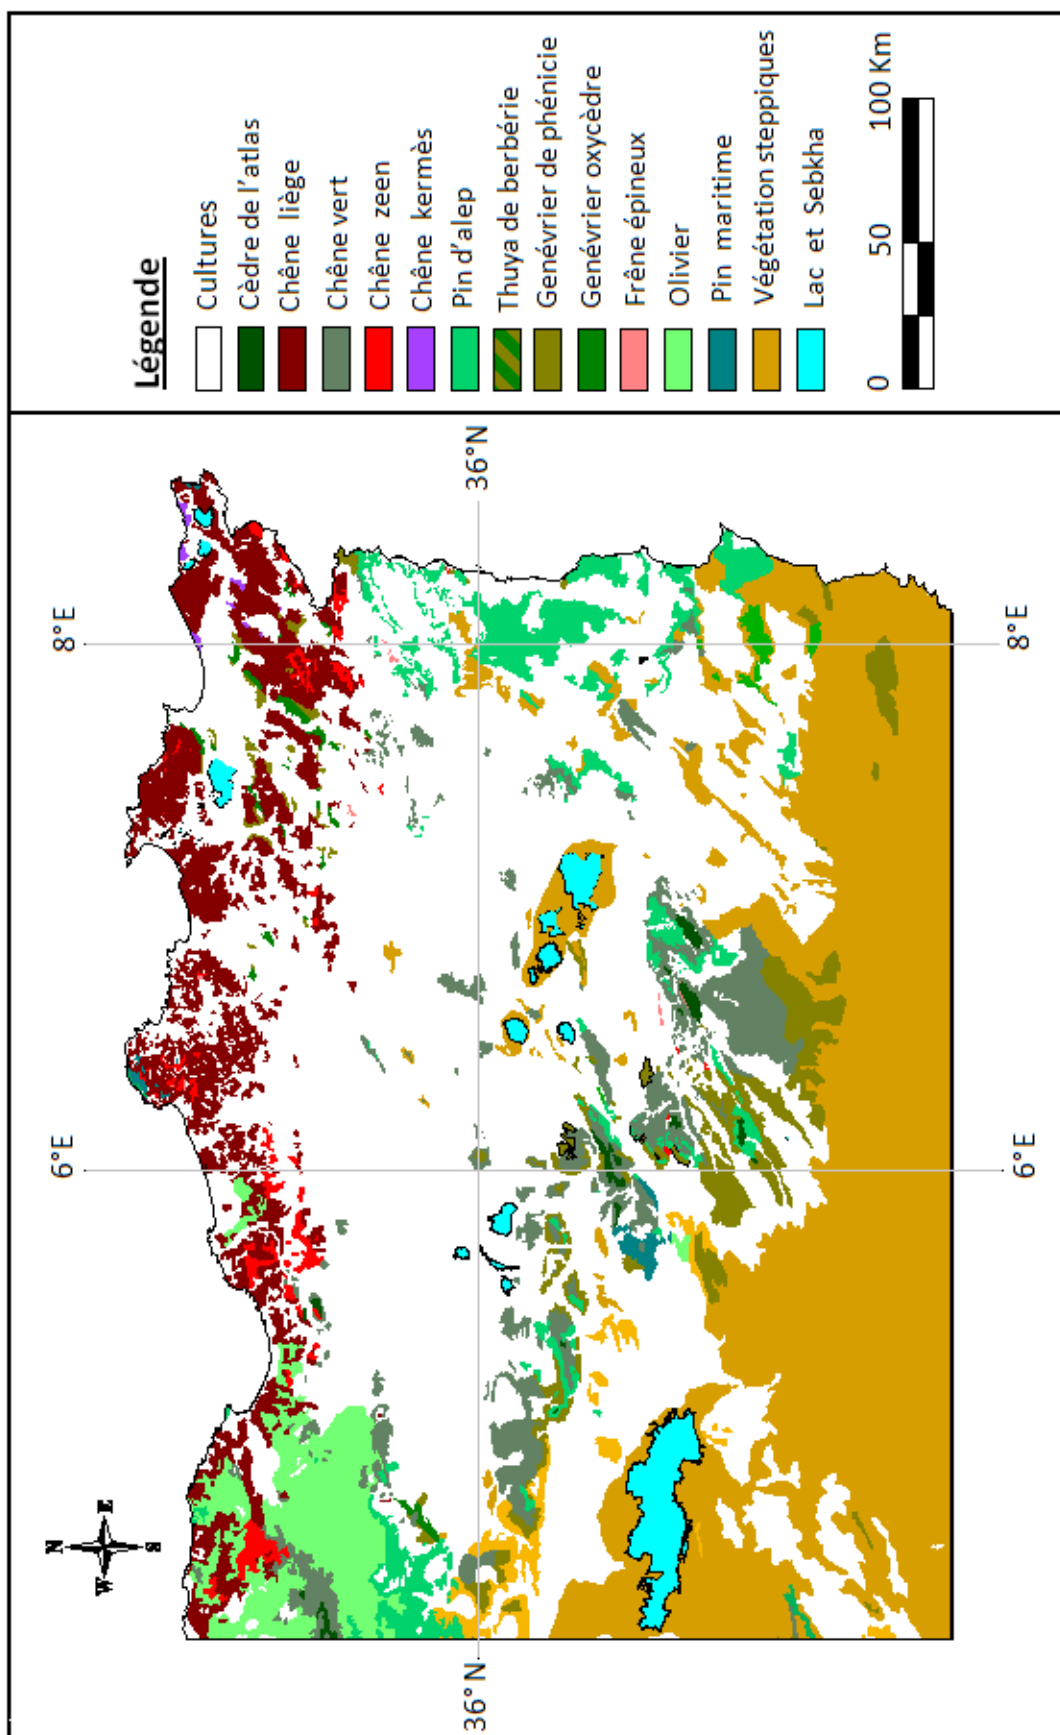 Légende
Cultures
Cèdre de l'atlas
Chêne liège
Chêne vert
Chêne zeen
Chêne kermès
Pin d'alep
Thuya de berbérie
Genévrier de phénicie
Genévrier oxycèdre
Frêne épineux
Olivier
Pin maritime
Végétation steppiques
Lac et Sebkha
0 50 100 Km
N
W E
S
6°E
8°E
36°N
36°N
6°E
8°E